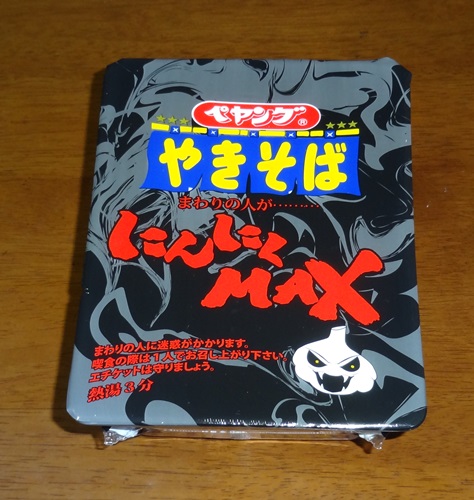 ペヤング®
やきそば
まわりの人が………
にんにく
MAX
まわりの人に迷惑がかかります。
喫食の際は1人でお召し上がり下さい。
エチケットは守りましょう。
熱湯3分